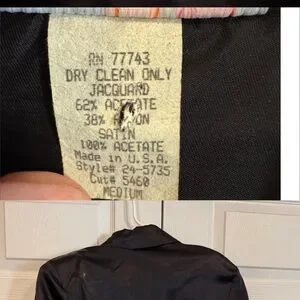 RN 77743
DRY CLEAN ONLY
JACQUARD
62% ACETATE
38%
SATIN
100% ACETATE
Made in U.S.A.
Style# 24-5735
Cut# 5460
MEDIUM